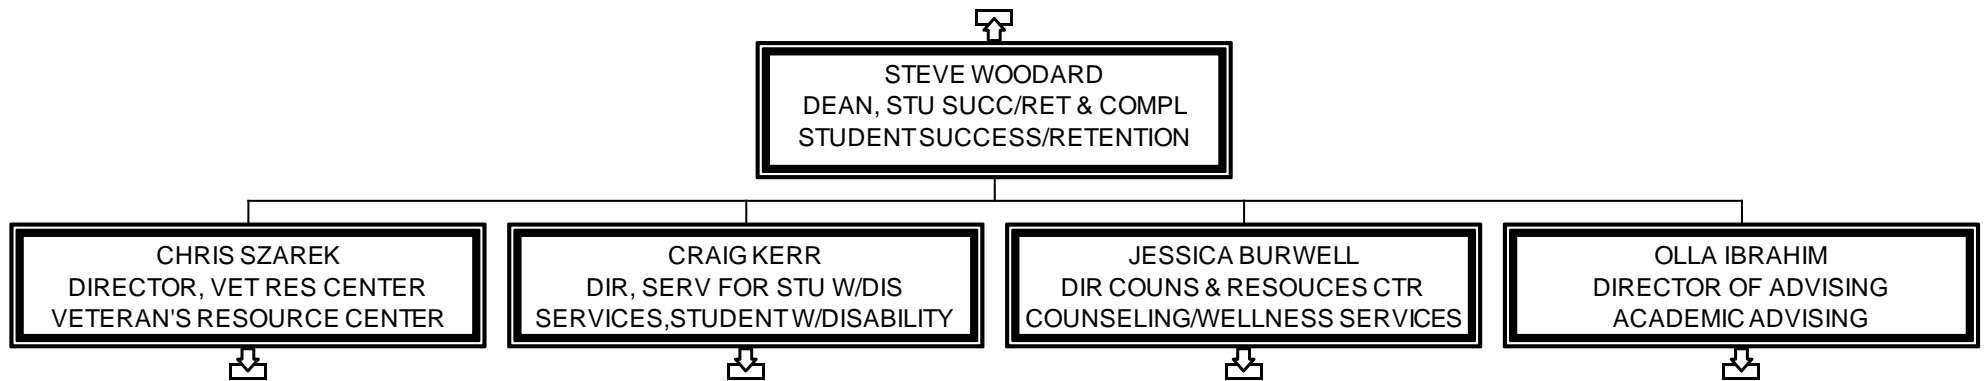 STEVE WOODARD
DEAN, STU SUCC/RET & COMPL
STUDENT SUCCESS/RETENTION
CHRIS SZAREK
DIRECTOR, VET RES CENTER
VETERAN'S RESOURCE CENTER
CRAIG KERR
DIR, SERV FOR STU W/DIS
SERVICES,STUDENT W/DISABILITY
JESSICA BURWELL
DIR COUNS & RESOUCES CTR
COUNSELING/WELLNESS SERVICES
OLLA IBRAHIM
DIRECTOR OF ADVISING
ACADEMIC ADVISING